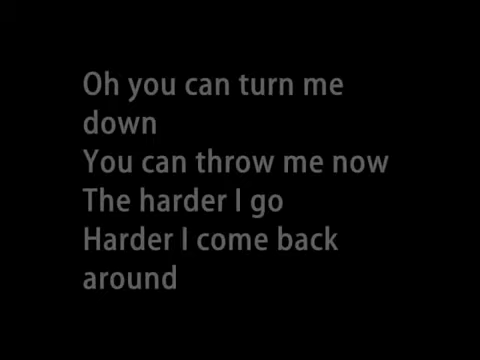 Oh you can turn me
down
You can throw me now
The harder I go
Harder I come back
around